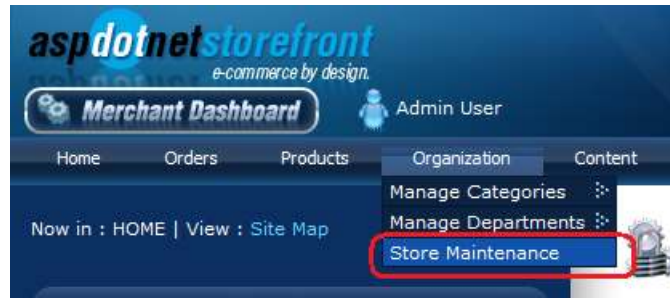 aspdotnetstorefront
e-commerce by design.
Merchant Dashboard
Admin User
Home Orders Products Organization Content
Manage Categories
Manage Departments
Now in : HOME | View : Site Map
Store Maintenance